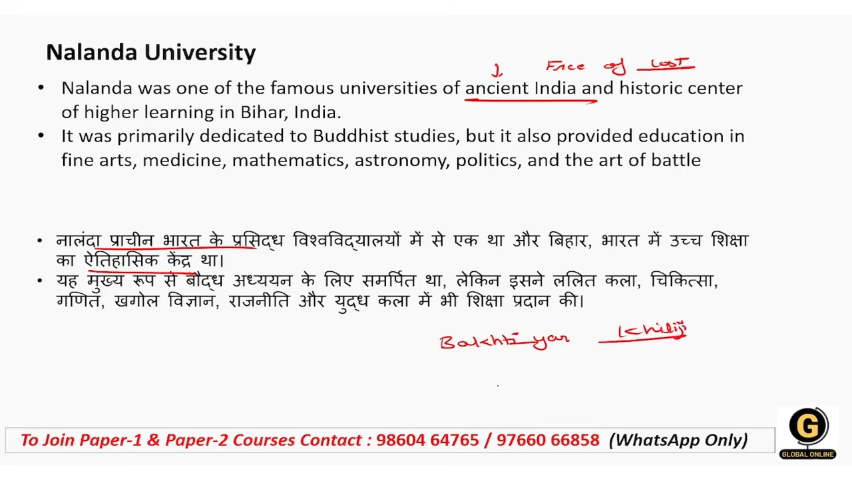 Nalanda University
Free of cost
• Nalanda was one of the famous universities of ancient India and historic center
of higher learning in Bihar, India.
• It was primarily dedicated to Buddhist studies, but it also provided education in
fine arts, medicine, mathematics, astronomy, politics, and the art of battle
• नालंदा प्राचीन भारत के प्रसिद्ध विश्वविद्यालयों में से एक था और बिहार, भारत में उच्च शिक्षा
का ऐतिहासिक केंद्र था।
• यह मुख्य रूप से बौद्ध अध्ययन के लिए समर्पित था, लेकिन इसने ललित कला, चिकित्सा,
गणित, खगोल विज्ञान, राजनीति और युद्ध कला में भी शिक्षा प्रदान की।
Bakhtiyar Khilji
To Join Paper-1 & Paper-2 Courses Contact : 98604 64765 / 97660 66858 (WhatsApp Only)
G
GLOBAL ONLINE